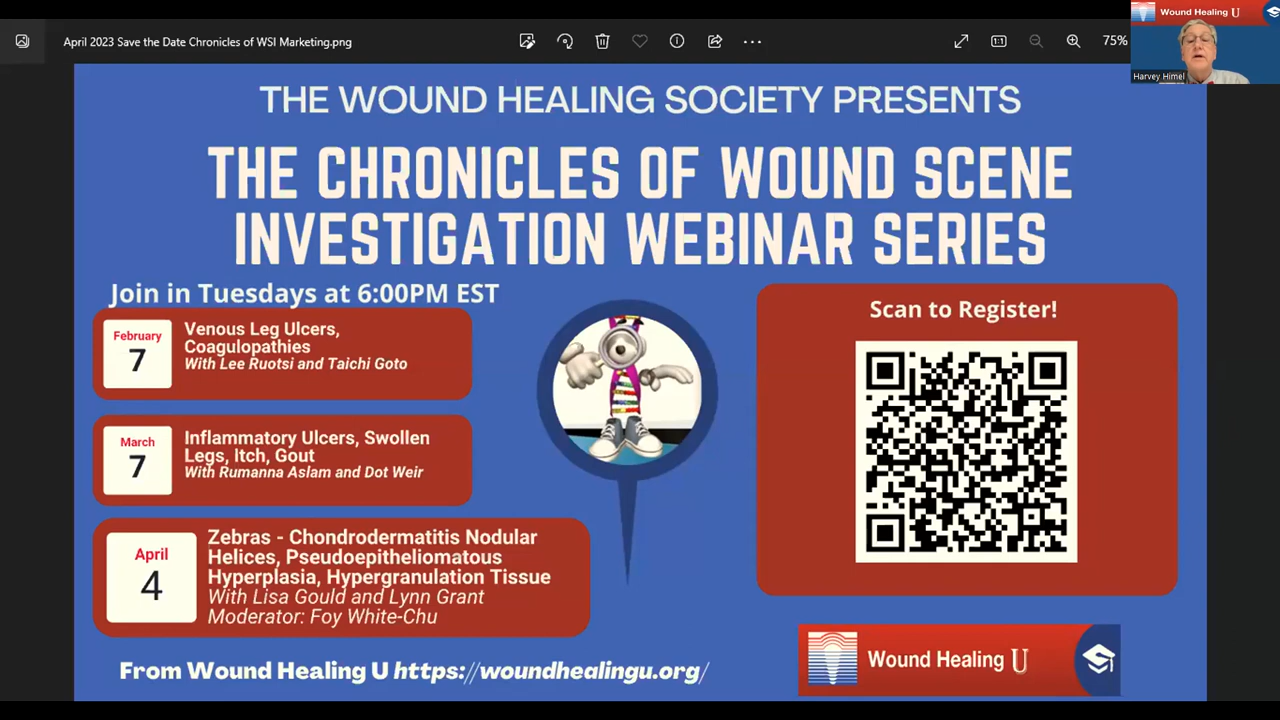 April 2023 Save the Date Chronicles of WSI Marketing.png
75%
Wound Healing U
Harvey Himel
THE WOUND HEALING SOCIETY PRESENTS
THE CHRONICLES OF WOUND SCENE
INVESTIGATION WEBINAR SERIES
Join in Tuesdays at 6:00PM EST
February
7
Venous Leg Ulcers,
Coagulopathies
With Lee Ruotsi and Taichi Goto
March
7
Inflammatory Ulcers, Swollen
Legs, Itch, Gout
With Rumanna Aslam and Dot Weir
April
4
Zebras - Chondrodermatitis Nodular
Helices, Pseudoepitheliomatous
Hyperplasia, Hypergranulation Tissue
With Lisa Gould and Lynn Grant
Moderator: Foy White-Chu
Scan to Register!
From Wound Healing U https://woundhealingu.org/
Wound Healing U